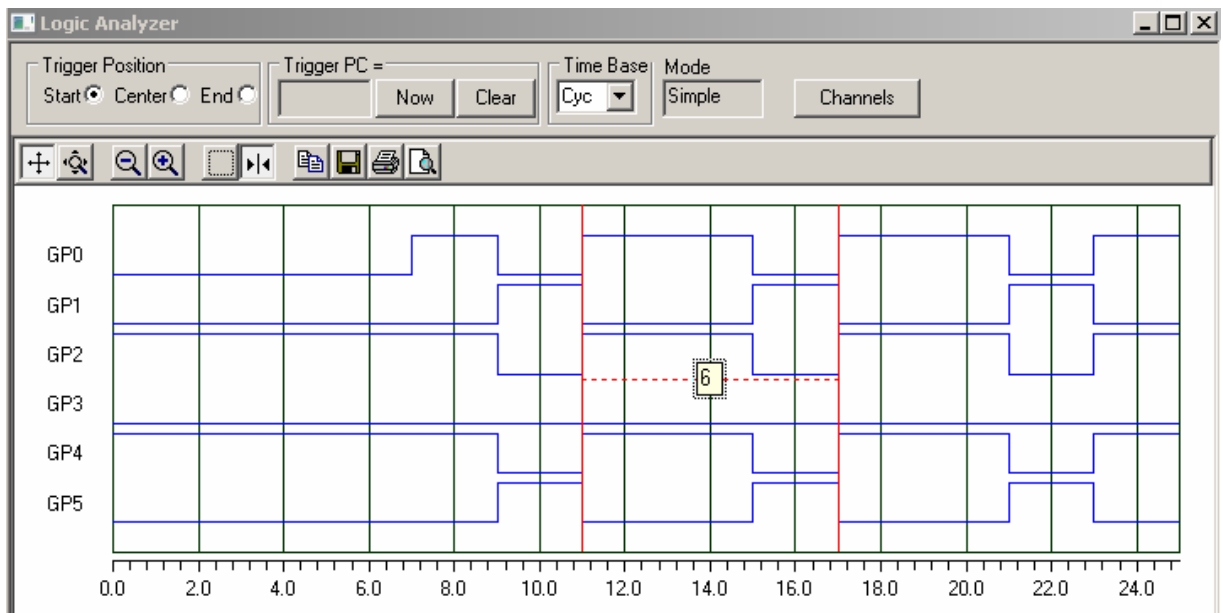 Logic Analyzer
Trigger Position
Start Center End
Trigger PC =
Now Clear
Time Base
Cyc
Mode
Simple
Channels
GP0
GP1
GP2
6
GP3
GP4
GP5
0.0 2.0 4.0 6.0 8.0 10.0 12.0 14.0 16.0 18.0 20.0 22.0 24.0